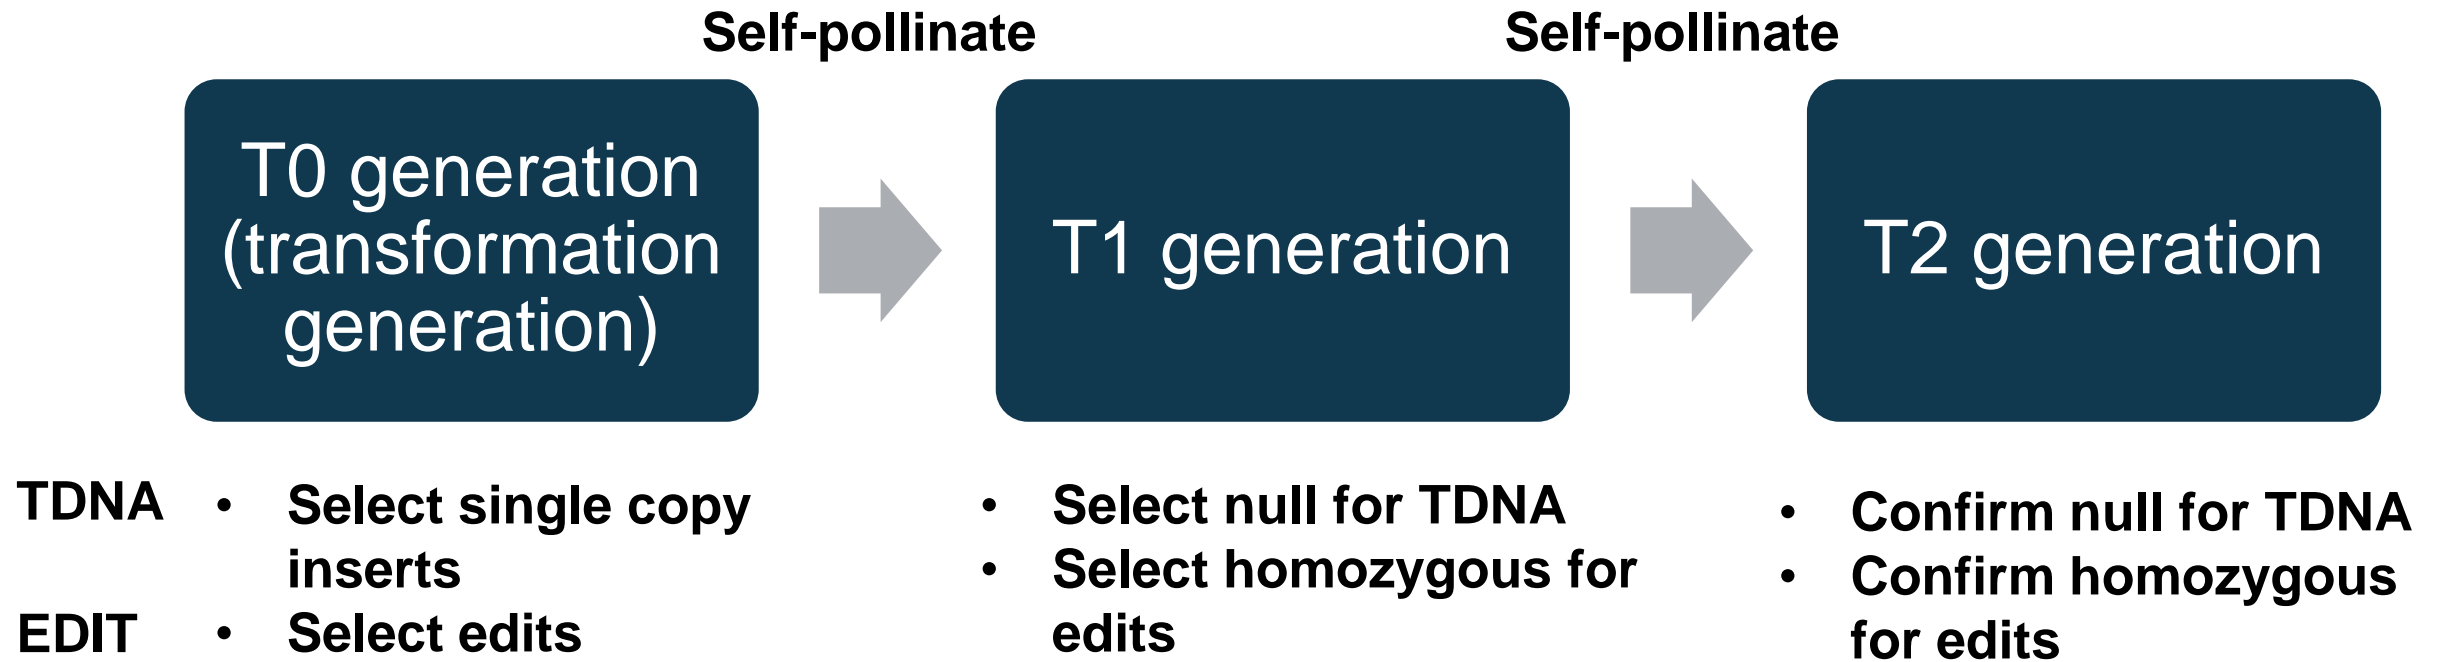 Self-pollinate
Self-pollinate
T0 generation
(transformation
generation)
T1 generation
T2 generation
TDNA
• Select single copy
inserts
EDIT
• Select edits
• Select null for TDNA
• Select homozygous for
edits
• Confirm null for TDNA
• Confirm homozygous
for edits